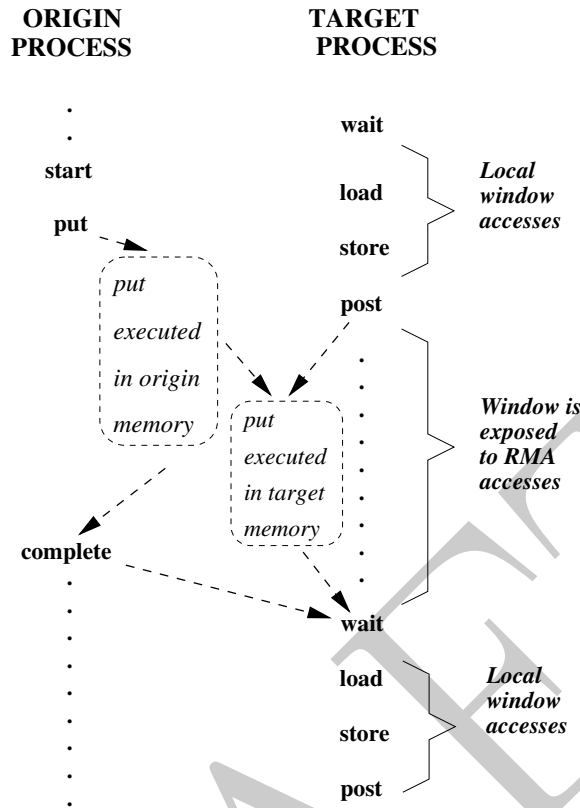 ORIGIN
PROCESS
TARGET
PROCESS
start
put
put
executed
in origin
memory
complete
wait
load
store
post
put
executed
in target
memory
wait
load
store
post
Local
window
accesses
Window is
exposed
to RMA
accesses
Local
window
accesses